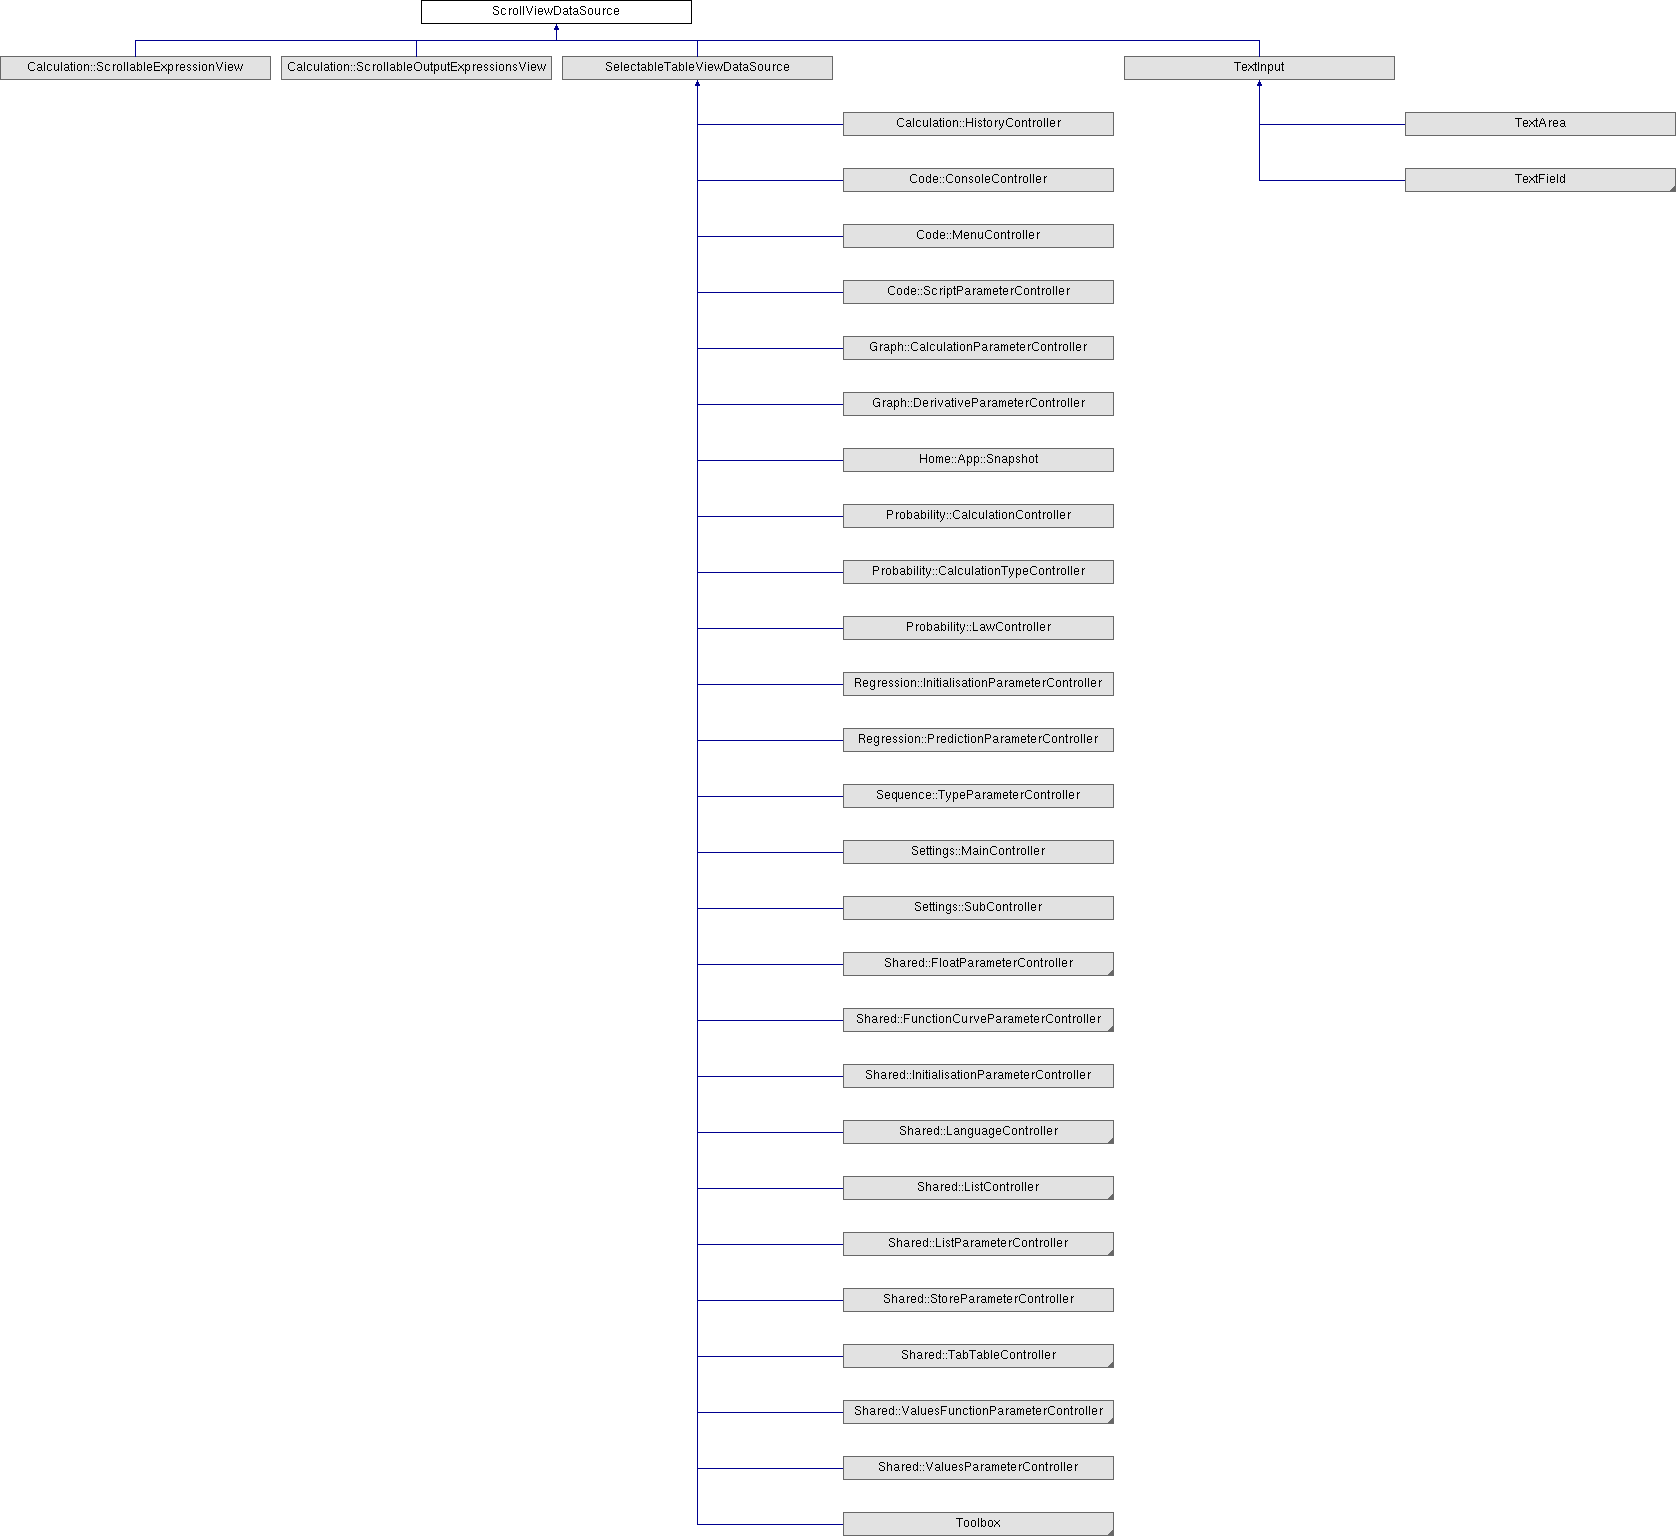 ScrollViewDataSource
Calculation::ScrollableExpressionView
Calculation::ScrollableOutputExpressionsView
SelectableTableViewDataSource
TextInput
Calculation::HistoryController
TextArea
Code::ConsoleController
TextField
Code::MenuController
Code::ScriptParameterController
Graph::CalculationParameterController
Graph::DerivativeParameterController
Home::App::Snapshot
Probability::CalculationController
Probability::CalculationTypeController
Probability::LawController
Regression::InitialisationParameterController
Regression::PredictionParameterController
Sequence::TypeParameterController
Settings::MainController
Settings::SubController
Shared::FloatParameterController
Shared::FunctionCurveParameterController
Shared::InitialisationParameterController
Shared::LanguageController
Shared::ListController
Shared::ListParameterController
Shared::StoreParameterController
Shared::TabTableController
Shared::ValuesFunctionParameterController
Shared::ValuesParameterController
Toolbox